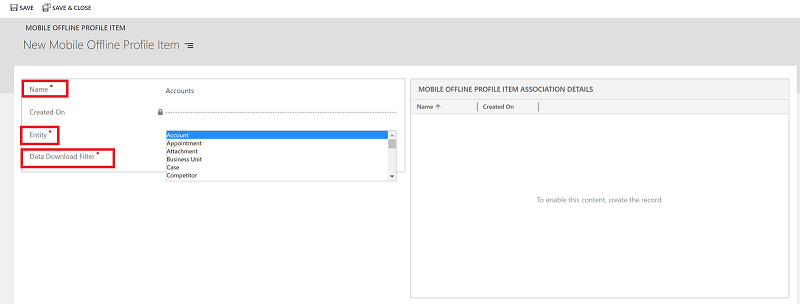 SAVE SAVE & CLOSE
MOBILE OFFLINE PROFILE ITEM
New Mobile Offline Profile Item
Name * Accounts
Created On
Entity *
Account
Appointment
Attachment
Business Unit
Case
Competitor
Data Download Filter *
MOBILE OFFLINE PROFILE ITEM ASSOCIATION DETAILS
Name ↑ Created On
To enable this content, create the record.